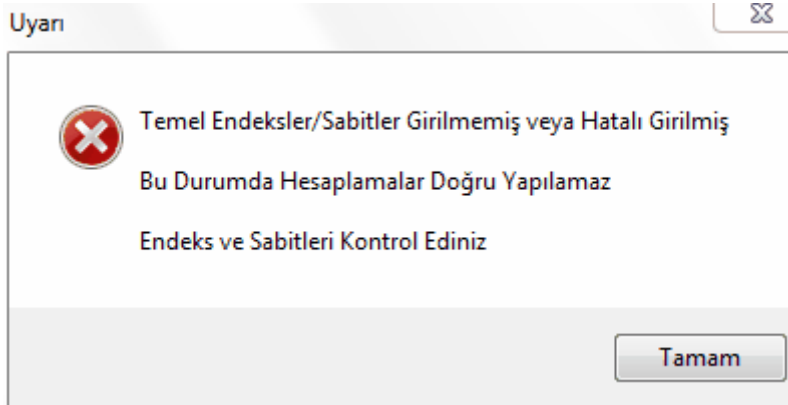 Uyarı
Temel Endeksler/Sabitler Girilmemiş veya Hatalı Girilmiş
Bu Durumda Hesaplamalar Doğru Yapılamaz
Endeks ve Sabitleri Kontrol Ediniz
Tamam